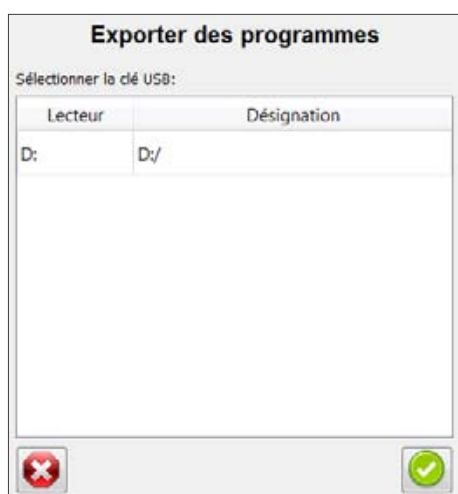 Exporter des programmes
Sélectionner la clé USB:
Lecteur Désignation
D: D:/